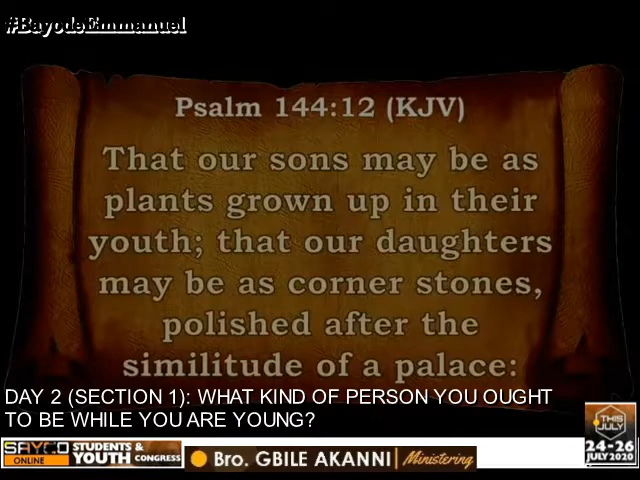 #BayodeEmmanuel
Psalm 144:12 (KJV)
That our sons may be as
plants grown up in their
youth; that our daughters
may be as corner stones,
polished after the
similitude of a palace:
DAY 2 (SECTION 1): WHAT KIND OF PERSON YOU OUGHT
TO BE WHILE YOU ARE YOUNG?
THIS
JULY
24-26
JULY 2020
SAYCO
ONLINE
STUDENTS &
YOUTH CONGRESS
Bro. GBILE AKANNI
Ministering